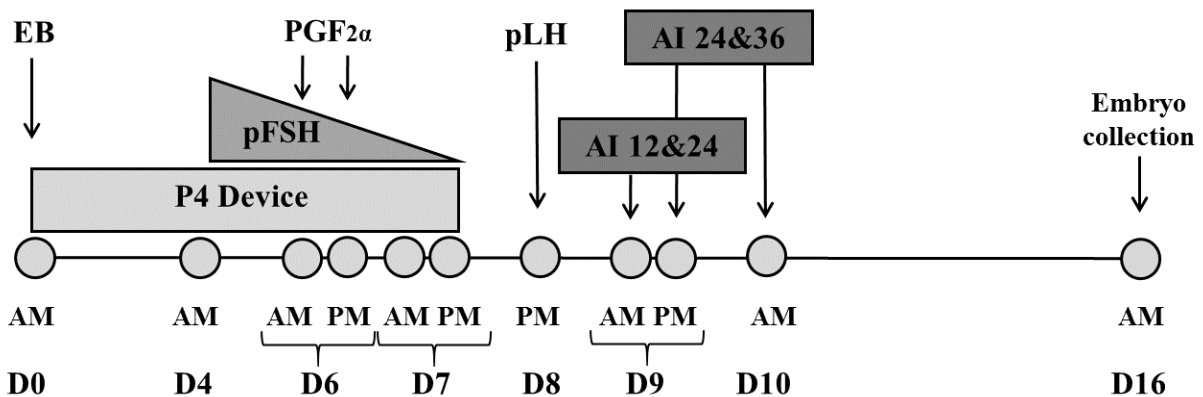 EB
PGF2α
pLH
AI 24&36
Embryo
collection
pFSH
AI 12&24
P4 Device
AM AM AM PM AM PM PM AM PM AM AM
D0 D4 D6 D7 D8 D9 D10 D16